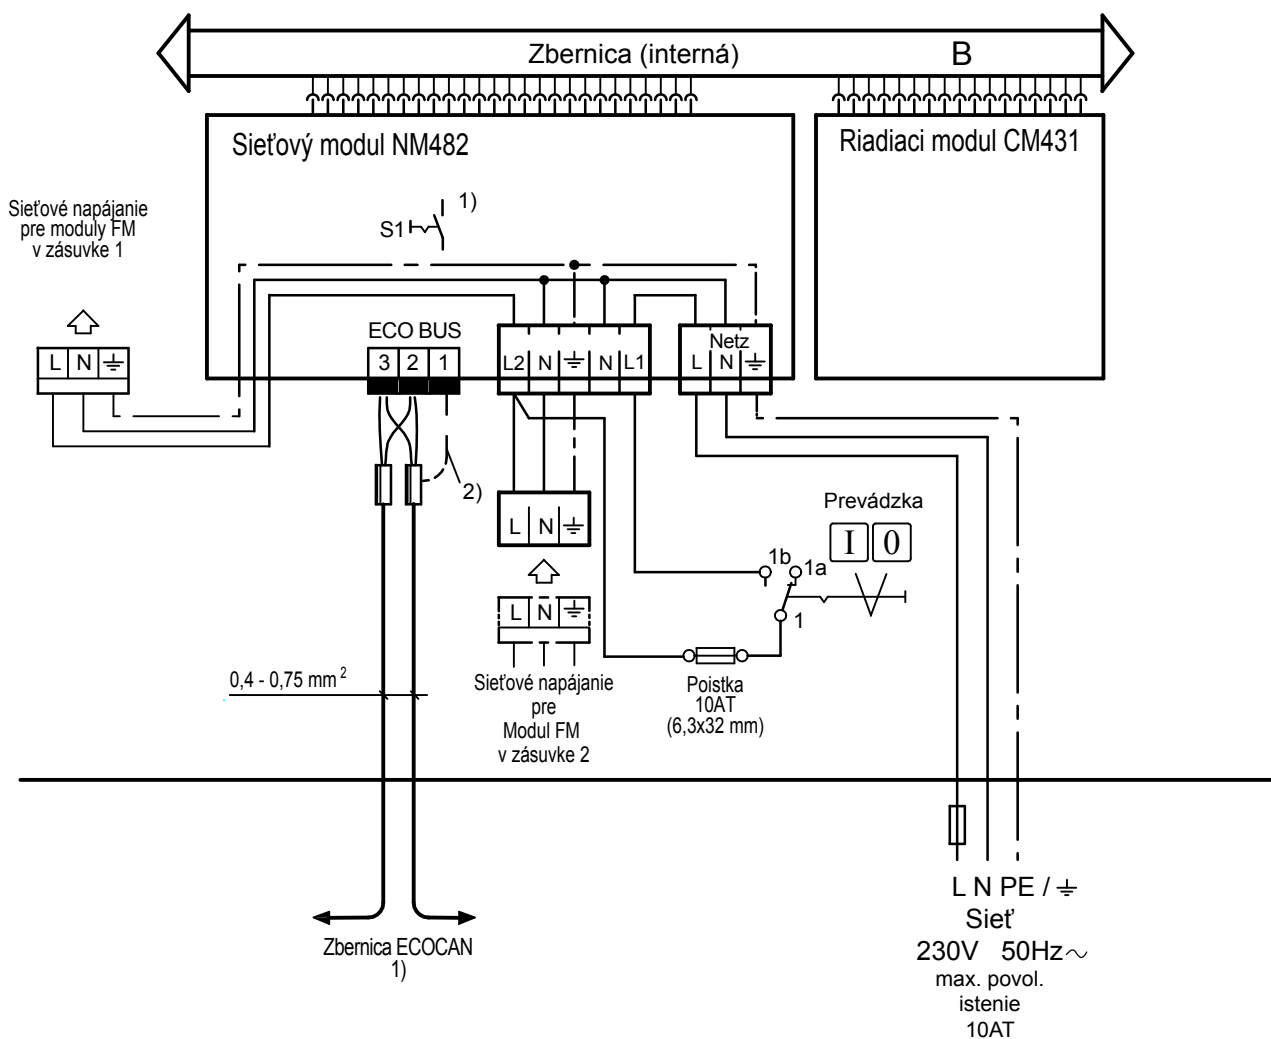 Zbernica (interná) B
Sieťový modul NM482
Riadiaci modul CM431
Sieťové napájanie
pre moduly FM
v zásuvke 1
S1
1)
L N
ECO BUS
3 2 1
L2 N N L1
Netz
L N
2)
L N
L N
Sieťové napájanie
pre
Modul FM
v zásuvke 2
Prevádzka
I 0
1b 1a
1
Poistka
10AT
(6,3x32 mm)
0,4 - 0,75 mm²
Zbernica ECOCAN
1)
L N PE / ⏚
Sieť
230V 50Hz ~
max. povol.
istenie
10AT